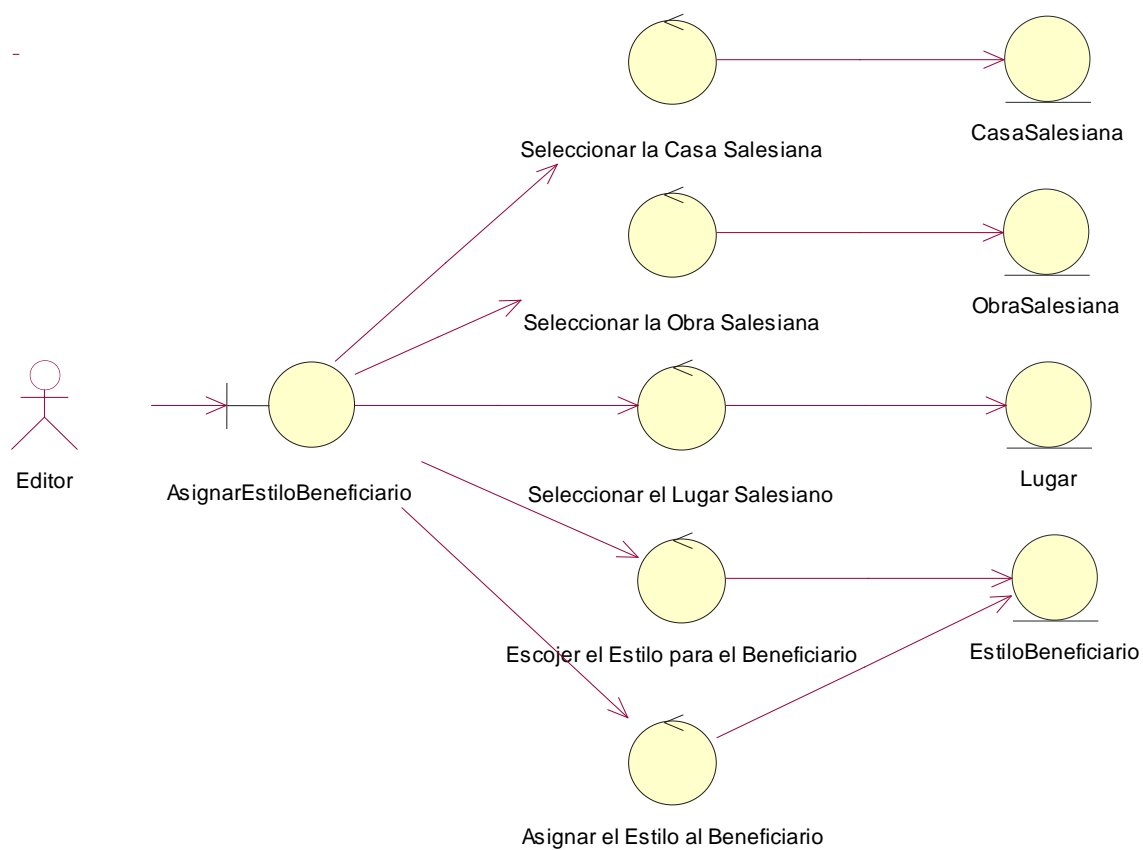 CasaSalesiana
Seleccionar la Casa Salesiana
ObraSalesiana
Seleccionar la Obra Salesiana
Editor
AsignarEstiloBeneficiario
Seleccionar el Lugar Salesiano
Lugar
Escojer el Estilo para el Beneficiario
EstiloBeneficiario
Asignar el Estilo al Beneficiario